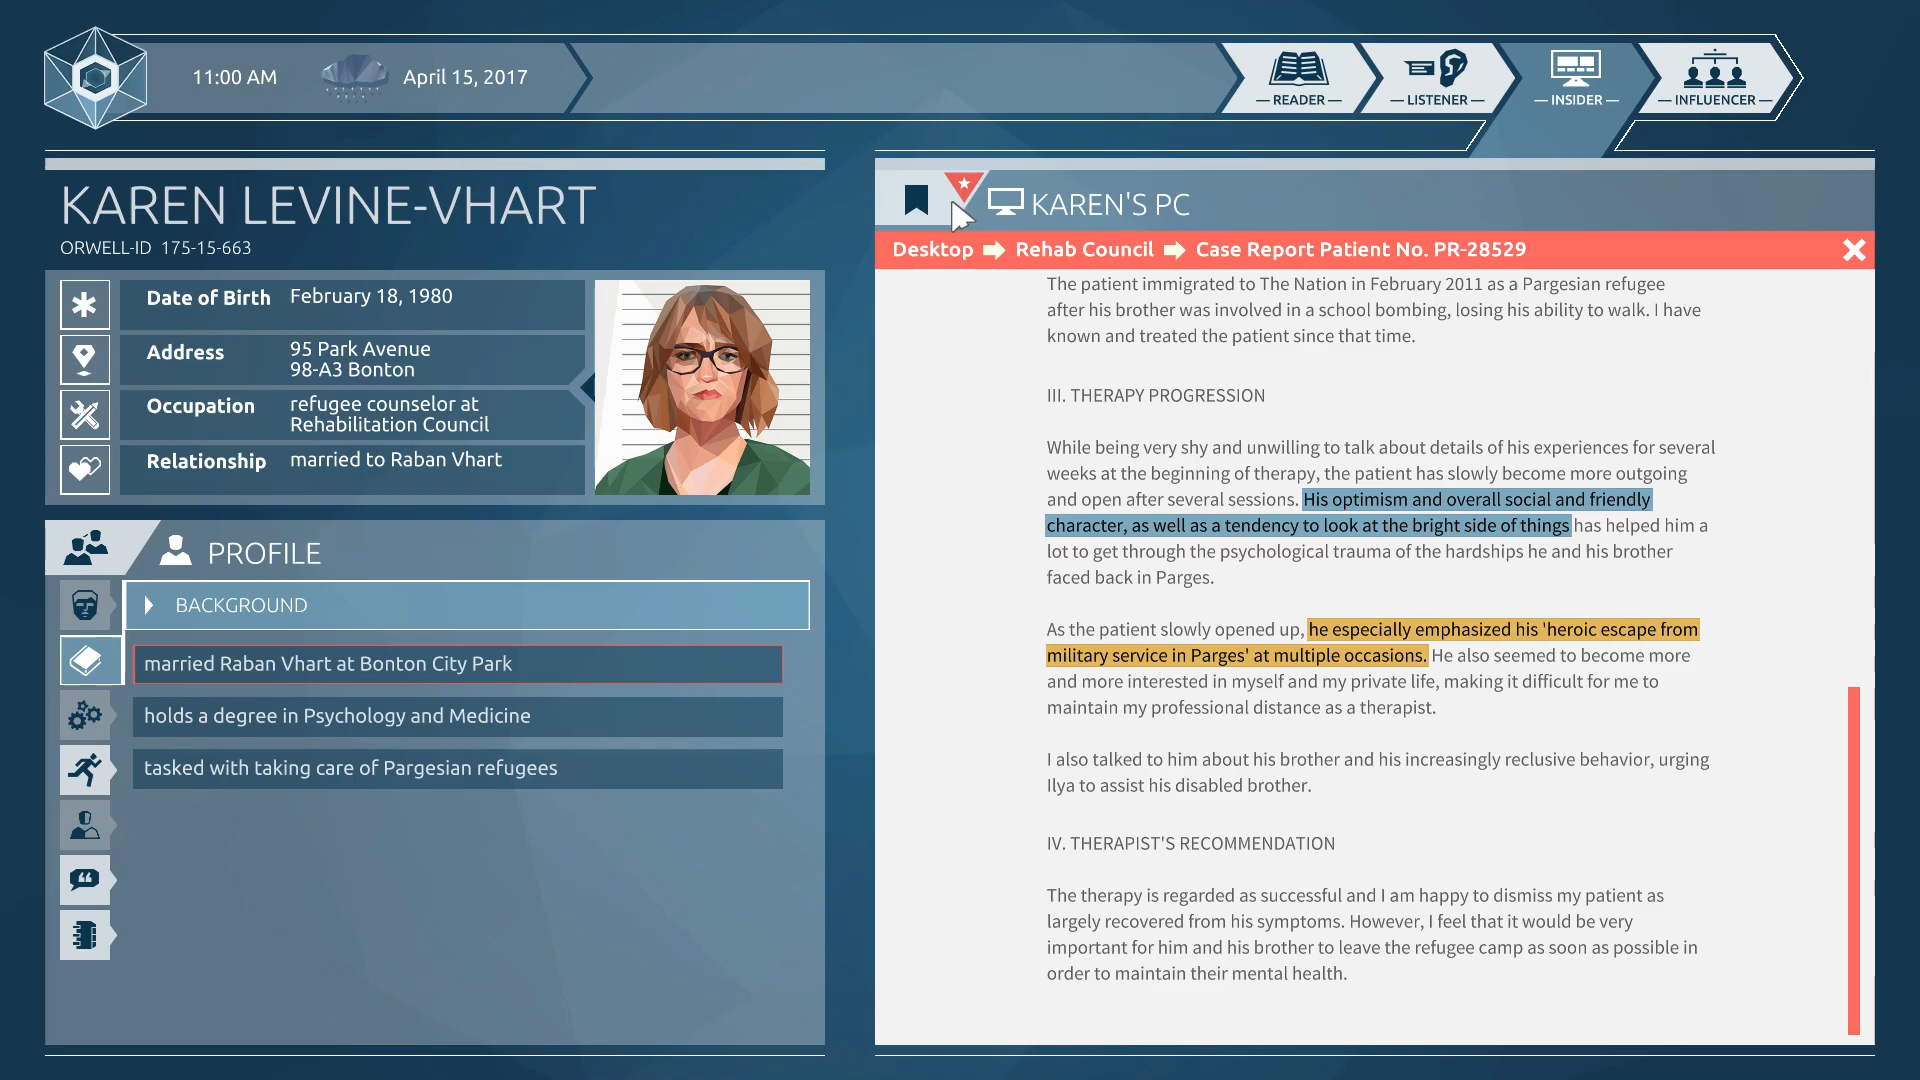 11:00 AM
April 15, 2017
— READER —
— LISTENER —
— INSIDER —
— INFLUENCER —
KAREN LEVINE-VHART
ORWELL-ID 175-15-663
Date of Birth February 18, 1980
Address 95 Park Avenue
98-A3 Bonton
Occupation refugee counselor at
Rehabilitation Council
Relationship married to Raban Vhart
PROFILE
BACKGROUND
married Raban Vhart at Bonton City Park
holds a degree in Psychology and Medicine
tasked with taking care of Pargesian refugees
KAREN'S PC
Desktop Rehab Council Case Report Patient No. PR-28529
The patient immigrated to The Nation in February 2011 as a Pargesian refugee
after his brother was involved in a school bombing, losing his ability to walk. I have
known and treated the patient since that time.
III. THERAPY PROGRESSION
While being very shy and unwilling to talk about details of his experiences for several
weeks at the beginning of therapy, the patient has slowly become more outgoing
and open after several sessions. His optimism and overall social and friendly
character, as well as a tendency to look at the bright side of things has helped him a
lot to get through the psychological trauma of the hardships he and his brother
faced back in Parges.
As the patient slowly opened up, he especially emphasized his 'heroic escape from
military service in Parges' at multiple occasions. He also seemed to become more
and more interested in myself and my private life, making it difficult for me to
maintain my professional distance as a therapist.
I also talked to him about his brother and his increasingly reclusive behavior, urging
Ilya to assist his disabled brother.
IV. THERAPIST'S RECOMMENDATION
The therapy is regarded as successful and I am happy to dismiss my patient as
largely recovered from his symptoms. However, I feel that it would be very
important for him and his brother to leave the refugee camp as soon as possible in
order to maintain their mental health.